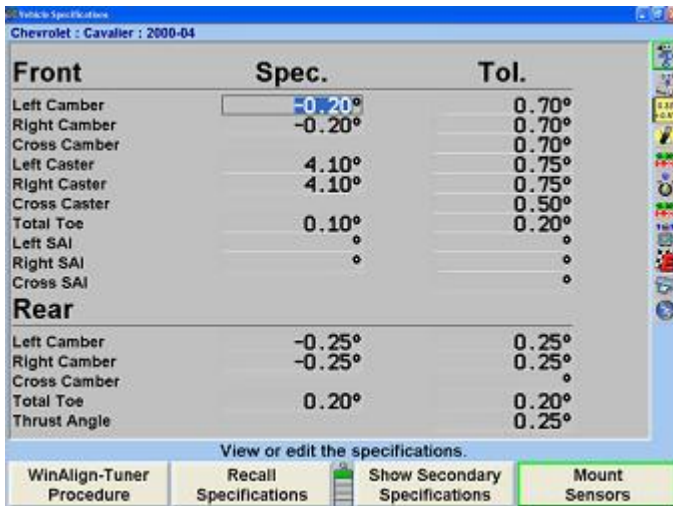 Vehicle Specifications
Chevrolet : Cavalier : 2000-04
Front Spec. Tol.
Left Camber -0.20° 0.70°
Right Camber -0.20° 0.70°
Cross Camber 0.70°
Left Caster 4.10° 0.75°
Right Caster 4.10° 0.75°
Cross Caster 0.50°
Total Toe 0.10° 0.20°
Left SAI ° °
Right SAI ° °
Cross SAI °
Rear
Left Camber -0.25° 0.25°
Right Camber -0.25° 0.25°
Cross Camber °
Total Toe 0.20° 0.20°
Thrust Angle 0.25°
View or edit the specifications.
WinAlign-Tuner Recall Show Secondary Mount
Procedure Specifications Specifications Sensors